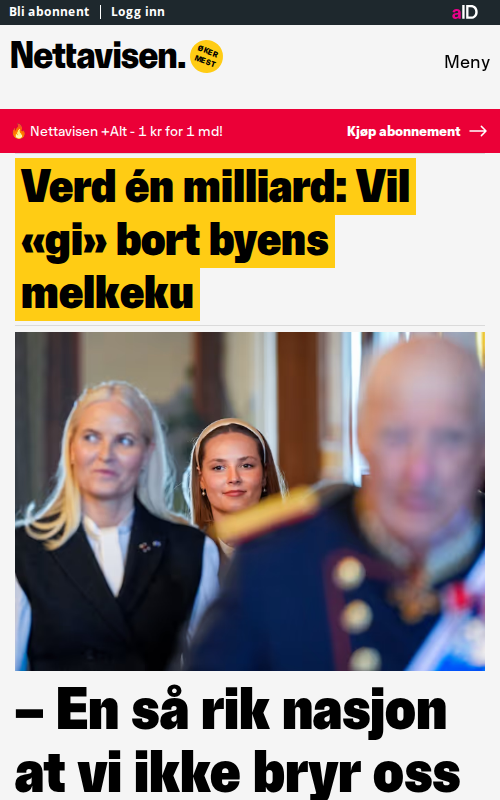 Bli abonnent | Logg inn
aID
Nettavisen.
ØKER
MEST
Meny
Nettavisen +Alt - 1 kr for 1 md!
Kjøp abonnement →
Verd én milliard: Vil
«gi» bort byens
melkeku
– En så rik nasjon
at vi ikke bryr oss